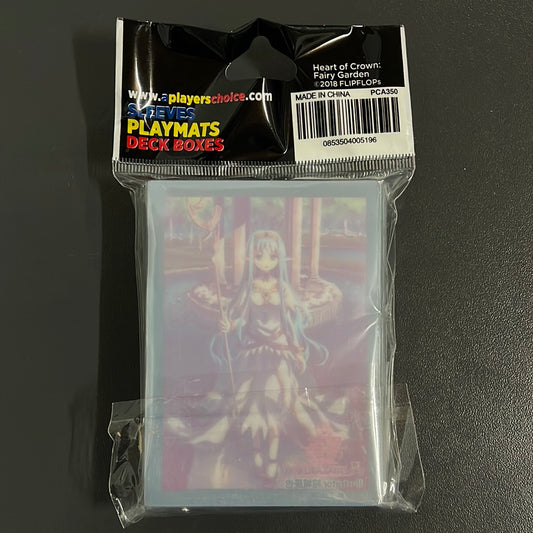 Heart of Crown:
Fairy Garden
©2018 FLIPFLOPs
www.aplayerschoice.com
MADE IN CHINA PCA350
SLEEVES
PLAYMATS
DECK BOXES
0853504005196